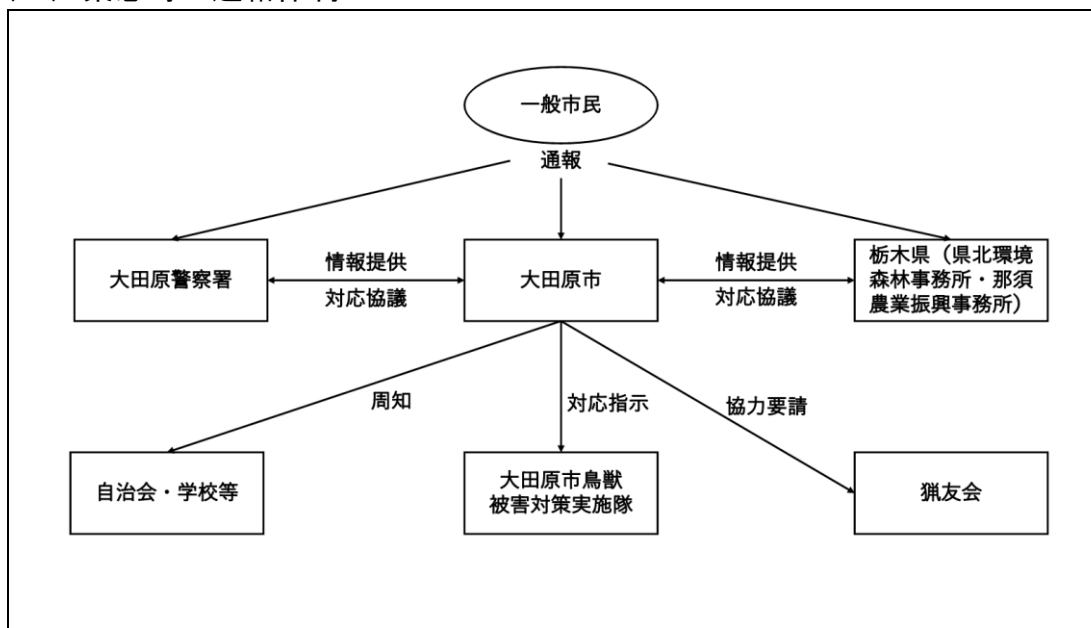 一般市民
通報
大田原警察署
情報提供
対応協議
大田原市
情報提供
対応協議
栃木県（県北環境
森林事務所・那須
農業振興事務所）
周知
対応指示
協力要請
自治会・学校等
大田原市鳥獣
被害対策実施隊
猟友会